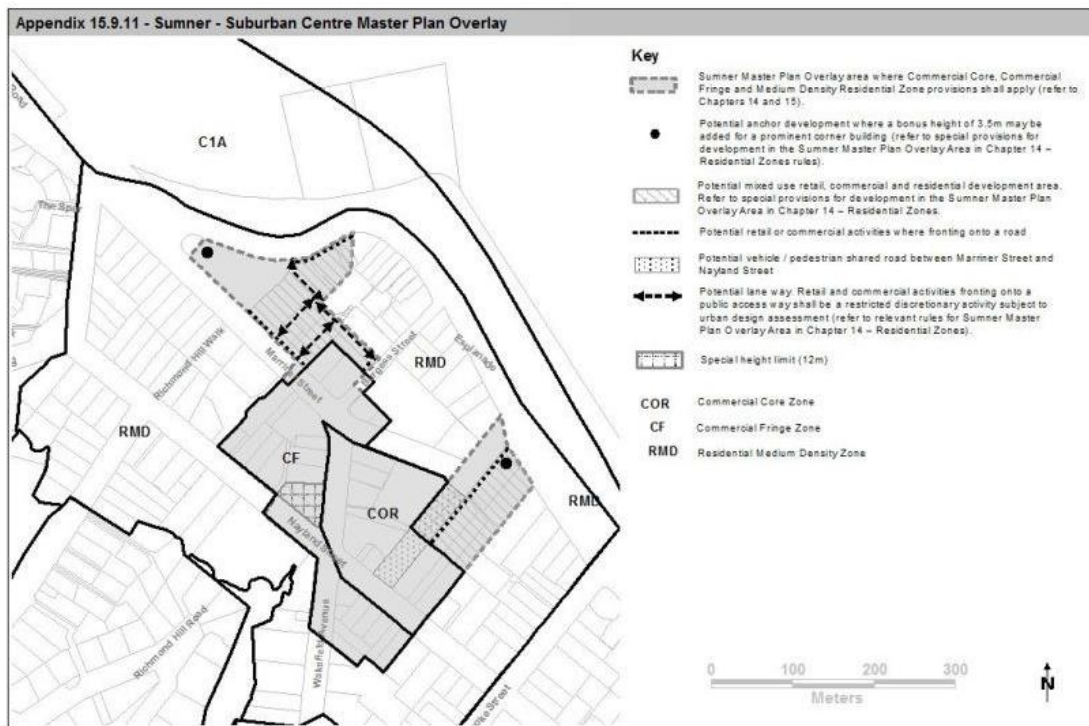 Appendix 15.9.11 - Sumner - Suburban Centre Master Plan Overlay
Key
Sumner Master Plan Overlay area where Commercial Core, Commercial
Fringe and Medium Density Residential Zone provisions shall apply (refer to
Chapters 14 and 15).
Potential anchor development where a bonus height of 3.5m may be
added for a prominent corner building (refer to special provisions for
development in the Sumner Master Plan Overlay Area in Chapter 14 –
Residential Zones rules).
Potential mixed use retail, commercial and residential development area.
Refer to special provisions for development in the Sumner Master Plan
Overlay Area in Chapter 14 – Residential Zones.
Potential retail or commercial activities where fronting onto a road
Potential vehicle / pedestrian shared road between Marriner Street and
Nayland Street
Potential lane way. Retail and commercial activities fronting onto a
public access way shall be a restricted discretionary activity subject to
urban design assessment (refer to relevant rules for Sumner Master
Plan Overlay Area in Chapter 14 – Residential Zones).
Special height limit (12m)
COR Commercial Core Zone
CF Commercial Fringe Zone
RMD Residential Medium Density Zone
Road
C1A
The Spur
Richmond Hill Walk
Street
Street
Esplanade
RMD
RMD
CF
COR
RMD
Nayland Street
Richmond Hill Road
Street
0 100 200 300
Meters
N